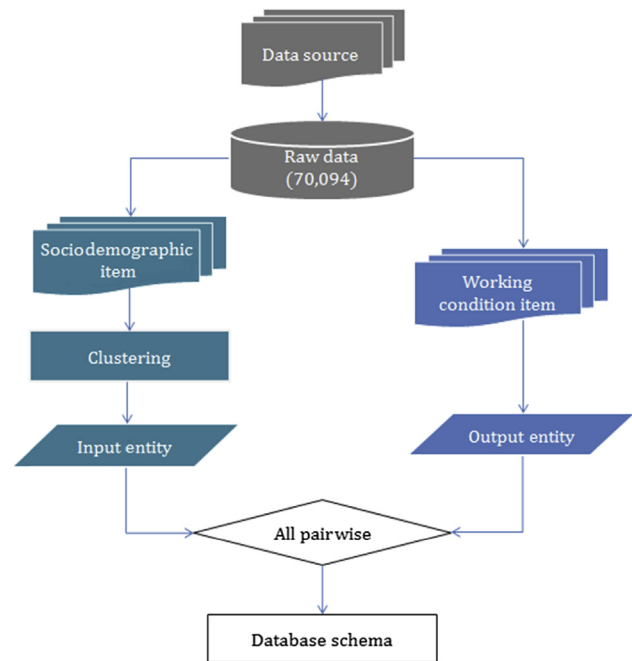 Data source
Raw data
(70,094)
Sociodemographic
item
Working
condition item
Clustering
Input entity
Output entity
All pairwise
Database schema